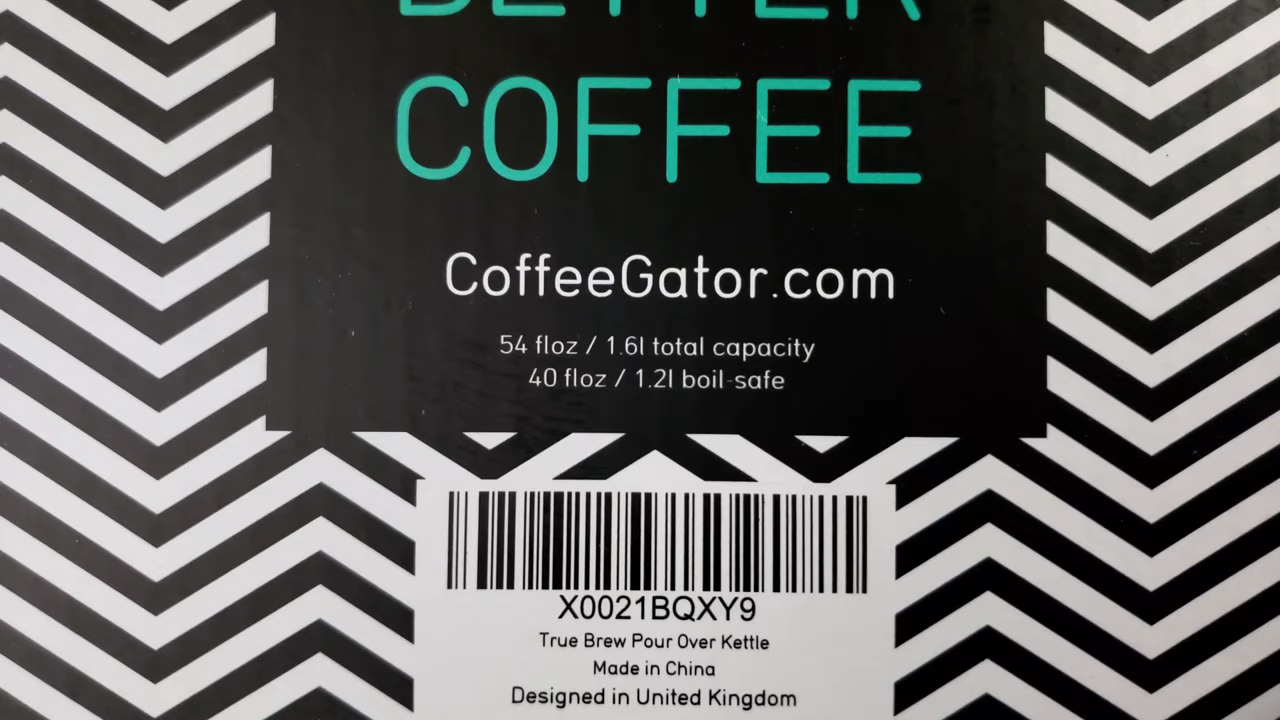 BETTER
COFFEE
CoffeeGator.com
54 floz / 1.6l total capacity
40 floz / 1.2l boil-safe
X0021BQXY9
True Brew Pour Over Kettle
Made in China
Designed in United Kingdom